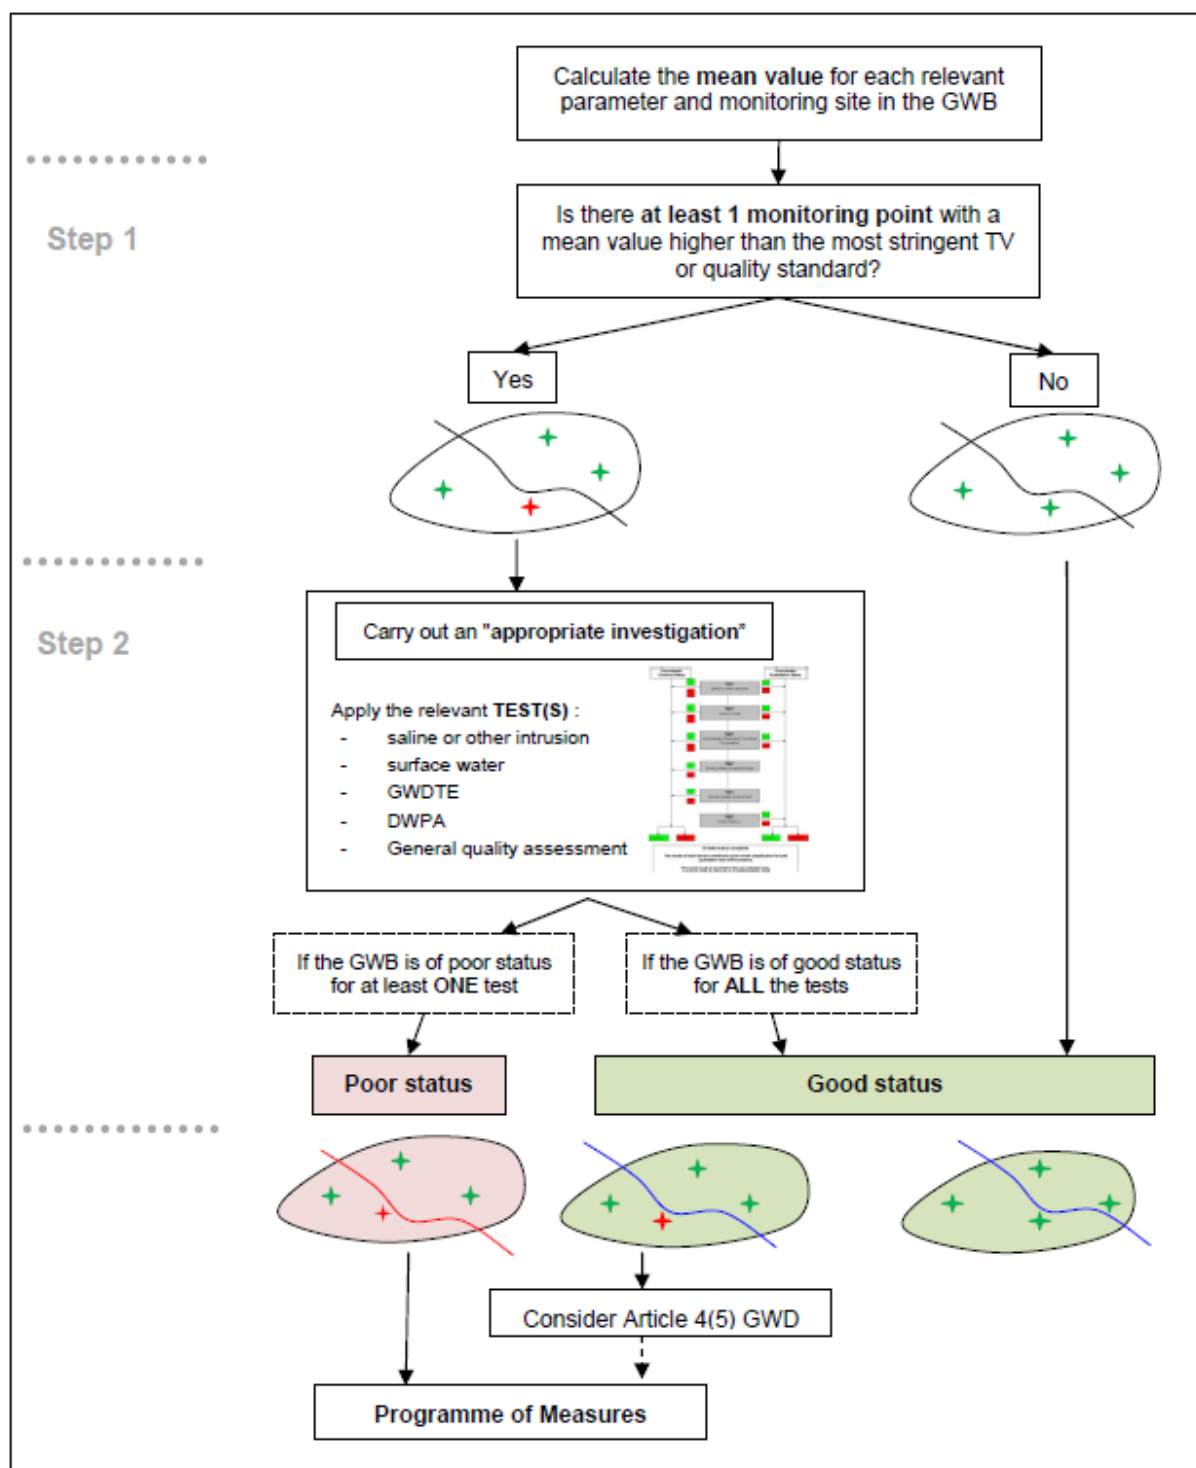 Calculate the mean value for each relevant
parameter and monitoring site in the GWB
Step 1
Is there at least 1 monitoring point with a
mean value higher than the most stringent TV
or quality standard?
Yes
No
Step 2
Carry out an "appropriate investigation"
Apply the relevant TEST(S) :
- saline or other intrusion
- surface water
- GWDTE
- DWPA
- General quality assessment
If the GWB is of poor status
for at least ONE test
If the GWB is of good status
for ALL the tests
Poor status
Good status
Consider Article 4(5) GWD
Programme of Measures